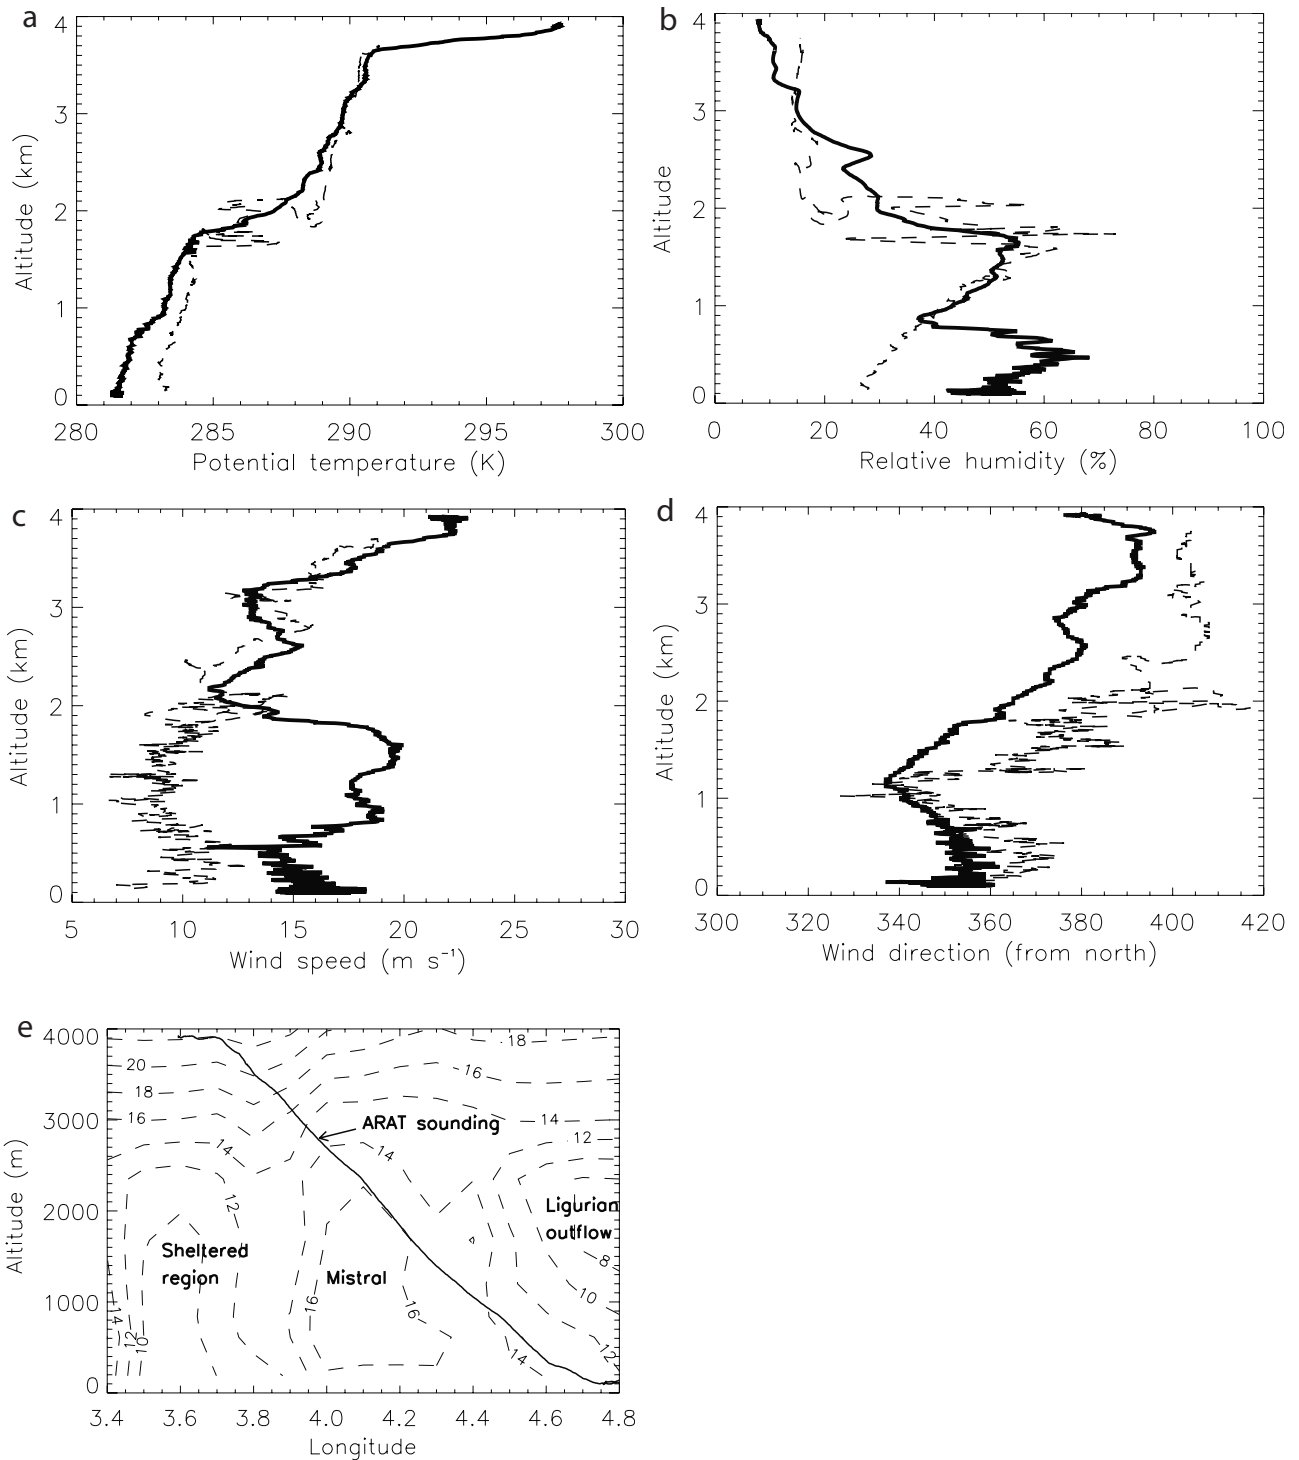 a
4
3
2
1
0
Altitude (km)
280 285 290 295 300
Potential temperature (K)
b
4
3
2
1
0
Altitude
0 20 40 60 80 100
Relative humidity (%)
c
4
3
2
1
0
Altitude (km)
5 10 15 20 25 30
Wind speed (m s⁻¹)
d
4
3
2
1
0
Altitude (km)
300 320 340 360 380 400 420
Wind direction (from north)
e
4000
3000
2000
1000
0
Altitude (m)
18
20
16
18
16
14
ARAT sounding
12
14
14
12
Ligurian
outflow
8
10
Sheltered
region
Mistral
16
16
14
12
10
14
12
3.4 3.6 3.8 4.0 4.2 4.4 4.6 4.8
Longitude